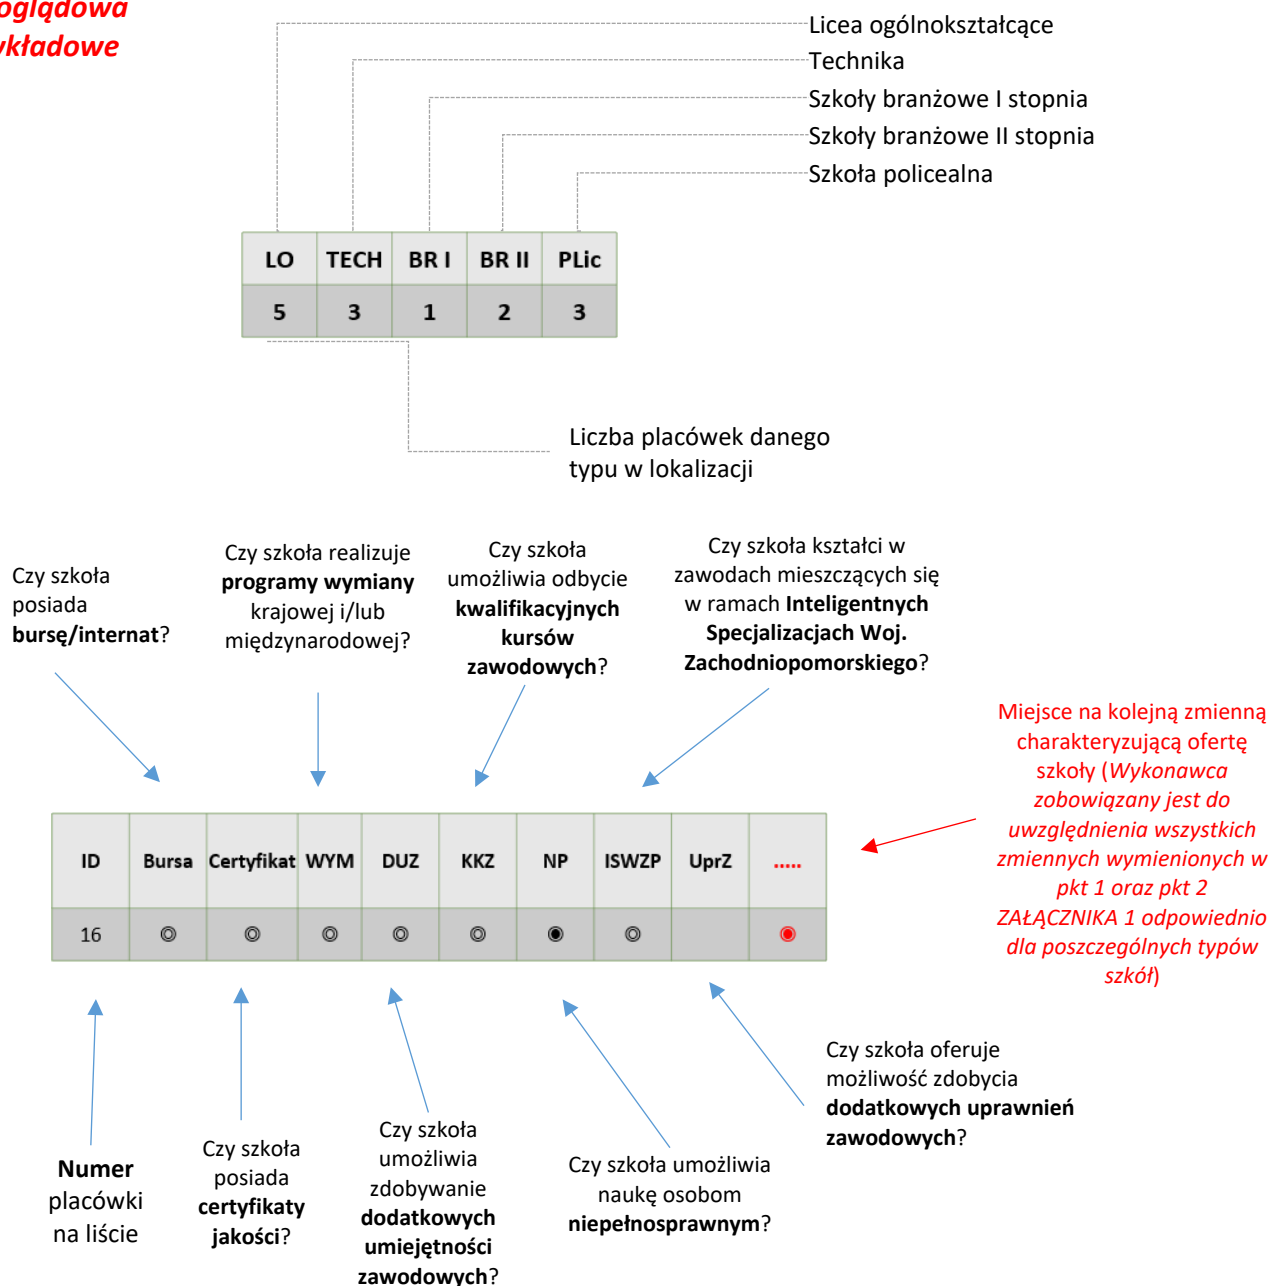 oglądowa
ykładowe
Licea ogólnokształcące
Technika
Szkoły branżowe I stopnia
Szkoły branżowe II stopnia
Szkoła policealna
LO TECH BR I BR II PLic
5 3 1 2 3
Liczba placówek danego
typu w lokalizacji
Czy szkoła
posiada
bursę/internat?
Czy szkoła realizuje
programy wymiany
krajowej i/lub
międzynarodowej?
Czy szkoła
umożliwia odbycie
kwalifikacyjnych
kursów
zawodowych?
Czy szkoła kształci w
zawodach mieszczących się
w ramach Inteligentnych
Specjalizacjach Woj.
Zachodniopomorskiego?
Miejsce na kolejną zmienną
charakteryzującą ofertę
szkoły (Wykonawca
zobowiązany jest do
uwzględnienia wszystkich
zmiennych wymienionych w
pkt 1 oraz pkt 2
ZAŁĄCZNIKA 1 odpowiednio
dla poszczególnych typów
szkół)
ID Bursa Certyfikat WYM DUZ KKZ NP ISWZP UprZ .....
16
Numer
placówki
na liście
Czy szkoła
posiada
certyfikaty
jakości?
Czy szkoła
umożliwia
zdobywanie
dodatkowych
umiejętności
zawodowych?
Czy szkoła umożliwia
naukę osobom
niepełnosprawnym?
Czy szkoła oferuje
możliwość zdobycia
dodatkowych uprawnień
zawodowych?